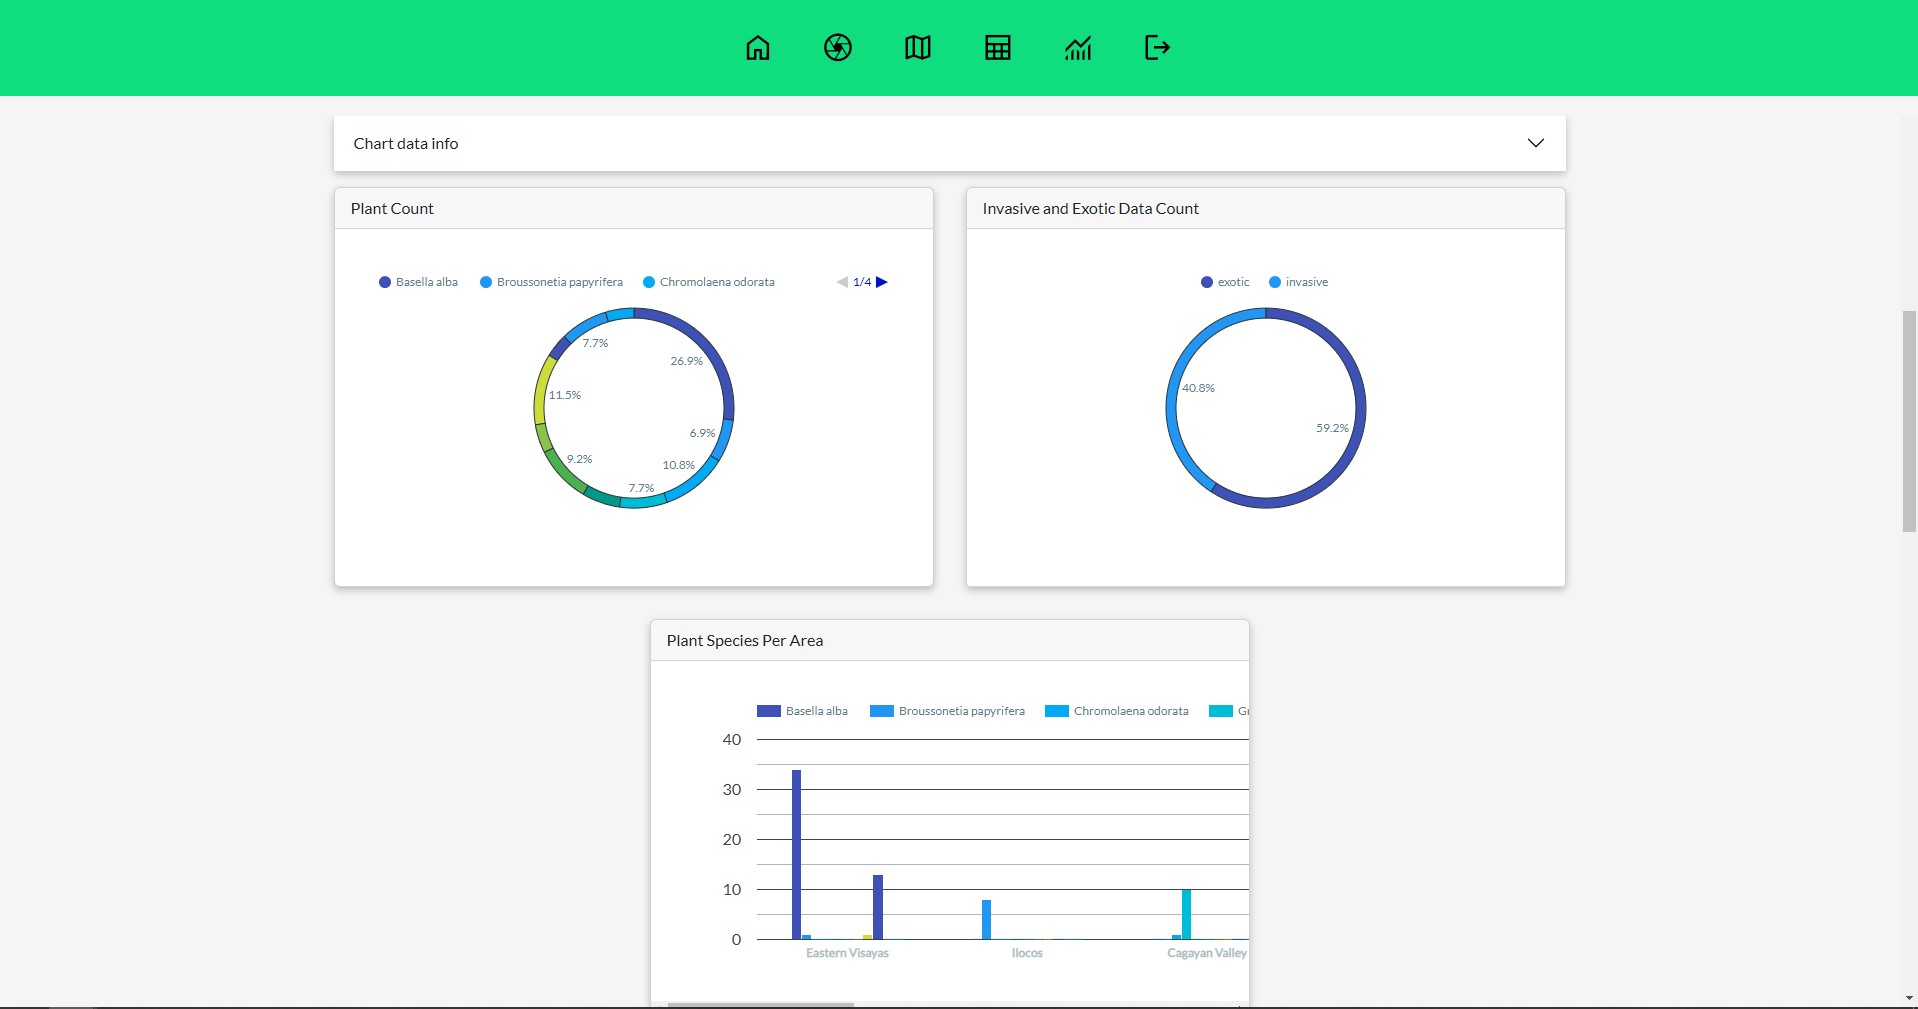 Chart data info
Plant Count
Basella alba Broussonetia papyrifera Chromolaena odorata 1/4
7.7%
26.9%
11.5%
6.9%
9.2%
10.8%
7.7%
Invasive and Exotic Data Count
exotic invasive
40.8%
59.2%
Plant Species Per Area
Basella alba Broussonetia papyrifera Chromolaena odorata
40
30
20
10
0
Eastern Visayas Ilocos Cagayan Valley